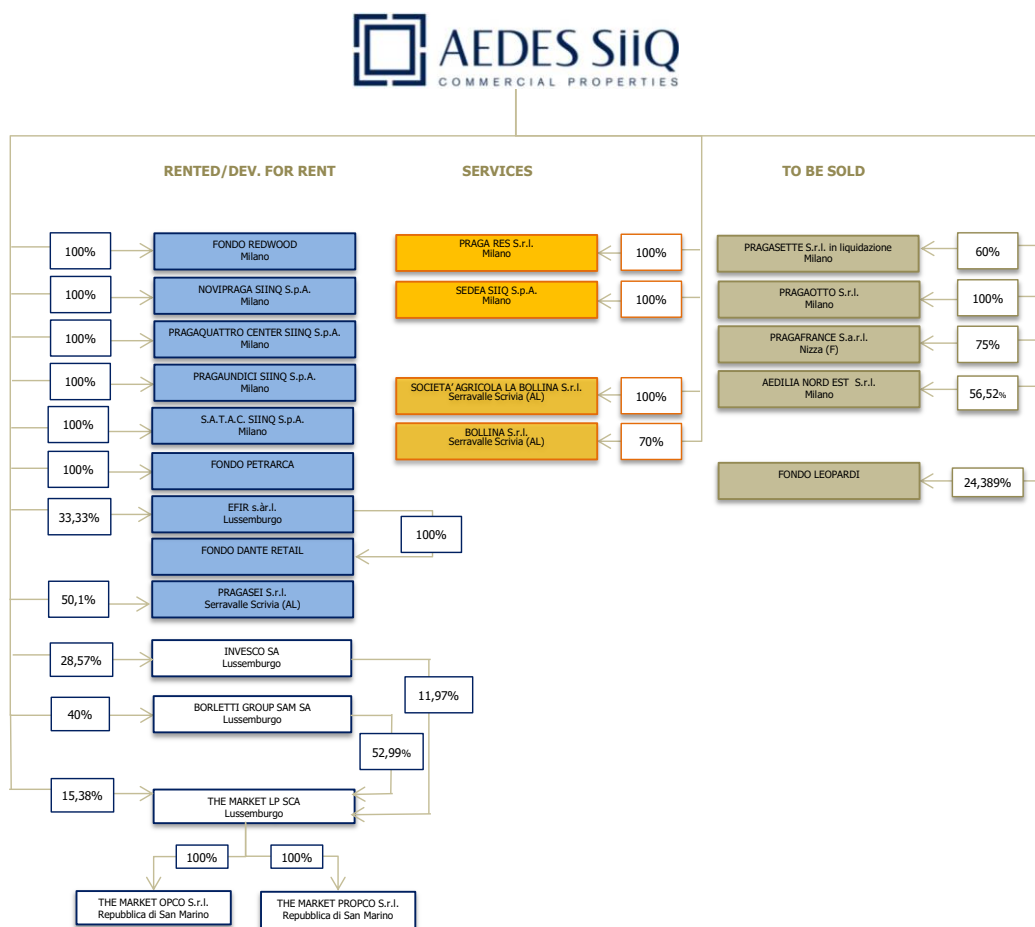 AEDES SiiQ
COMMERCIAL PROPERTIES
RENTED/DEV. FOR RENT
SERVICES
TO BE SOLD
100%
FONDO REDWOOD
Milano
100%
NOVIPRAGA SIINQ S.p.A.
Milano
100%
PRAGAQUATTRO CENTER SIINQ S.p.A.
Milano
100%
PRAGAUNDICI SIINQ S.p.A.
Milano
100%
S.A.T.A.C. SIINQ S.p.A.
Milano
100%
FONDO PETRARCA
33,33%
EFIR s.àr.l.
Lussemburgo
100%
FONDO DANTE RETAIL
50,1%
PRAGASEI S.r.l.
Serravalle Scrivia (AL)
28,57%
INVESCO SA
Lussemburgo
11,97%
40%
BORLETTI GROUP SAM SA
Lussemburgo
52,99%
15,38%
THE MARKET LP SCA
Lussemburgo
100%
100%
THE MARKET OPCO S.r.l.
Repubblica di San Marino
THE MARKET PROPCO S.r.l.
Repubblica di San Marino
PRAGA RES S.r.l.
Milano
100%
SEDEA SIIQ S.p.A.
Milano
100%
SOCIETA' AGRICOLA LA BOLLINA S.r.l.
Serravalle Scrivia (AL)
100%
BOLLINA S.r.l.
Serravalle Scrivia (AL)
70%
PRAGASETTE S.r.l. in liquidazione
Milano
60%
PRAGAOTTO S.r.l.
Milano
100%
PRAGAFRANCE S.a.r.l.
Nizza (F)
75%
AEDILIA NORD EST S.r.l.
Milano
56,52%
FONDO LEOPARDI
24,389%